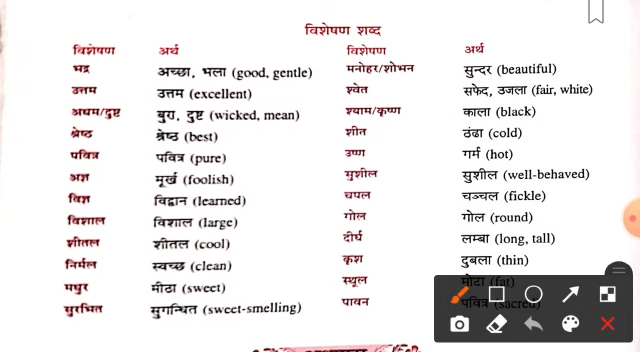 विशेषण शब्द
विशेषण अर्थ विशेषण अर्थ
भद्र अच्छा, भला (good, gentle) मनोहर/शोभन सुन्दर (beautiful)
उत्तम उत्तम (excellent) श्वेत सफेद, उजला (fair, white)
अधम/दुष्ट बुरा, दुष्ट (wicked, mean) श्याम/कृष्ण काला (black)
श्रेष्ठ श्रेष्ठ (best) शीत ठंढा (cold)
पवित्र पवित्र (pure) उष्ण गर्म (hot)
अज्ञ मूर्ख (foolish) सुशील सुशील (well-behaved)
विज्ञ विद्वान (learned) चपल चञ्चल (fickle)
विशाल विशाल (large) गोल गोल (round)
शीतल शीतल (cool) दीर्घ लम्बा (long, tall)
निर्मल स्वच्छ (clean) कृश दुबला (thin)
मधुर मीठा (sweet) स्थूल मोटा (fat)
सुरभित सुगन्धित (sweet-smelling) पावन पवित्र (sacred)